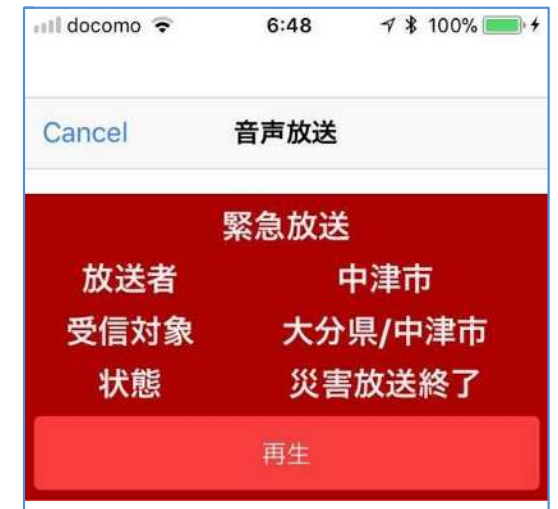 docomo 6:48 100%
Cancel 音声放送
緊急放送
放送者 中津市
受信対象 大分県/中津市
状態 災害放送終了
再生